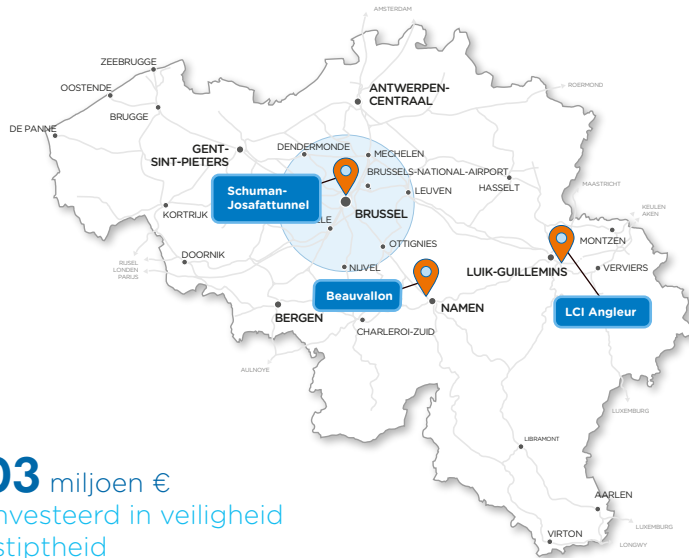 AMSTERDAM
ZEEBRUGGE
OOSTENDE
ANTWERPEN-
CENTRAAL
ROERMOND
BRUGGE
DE PANNE
GENT-
SINT-PIETERS
DENDERMONDE
MECHELEN
BRUSSELS-NATIONAL-AIRPORT
HASSELT
MAASTRICHT
Schuman-
Josafattunnel
LEUVEN
KORTRIJK
BRUSSEL
KEULEN
AKEN
LLE
MONTZEN
OTTIGNIES
DOORNIK
RIJSEL
LONDEN
PARIJS
NIJVEL
LUIK-GUILLEMINS
VERVIERS
Beauvallon
NAMEN
LCI Angleur
BERGEN
CHARLEROI-ZUID
AULNOYE
LUXEMBURG
LIBRAMONT
03 miljoen €
nvesteerd in veiligheid
stiptheid
AARLEN
LUXEMBURG
VIRTON
LONGWY